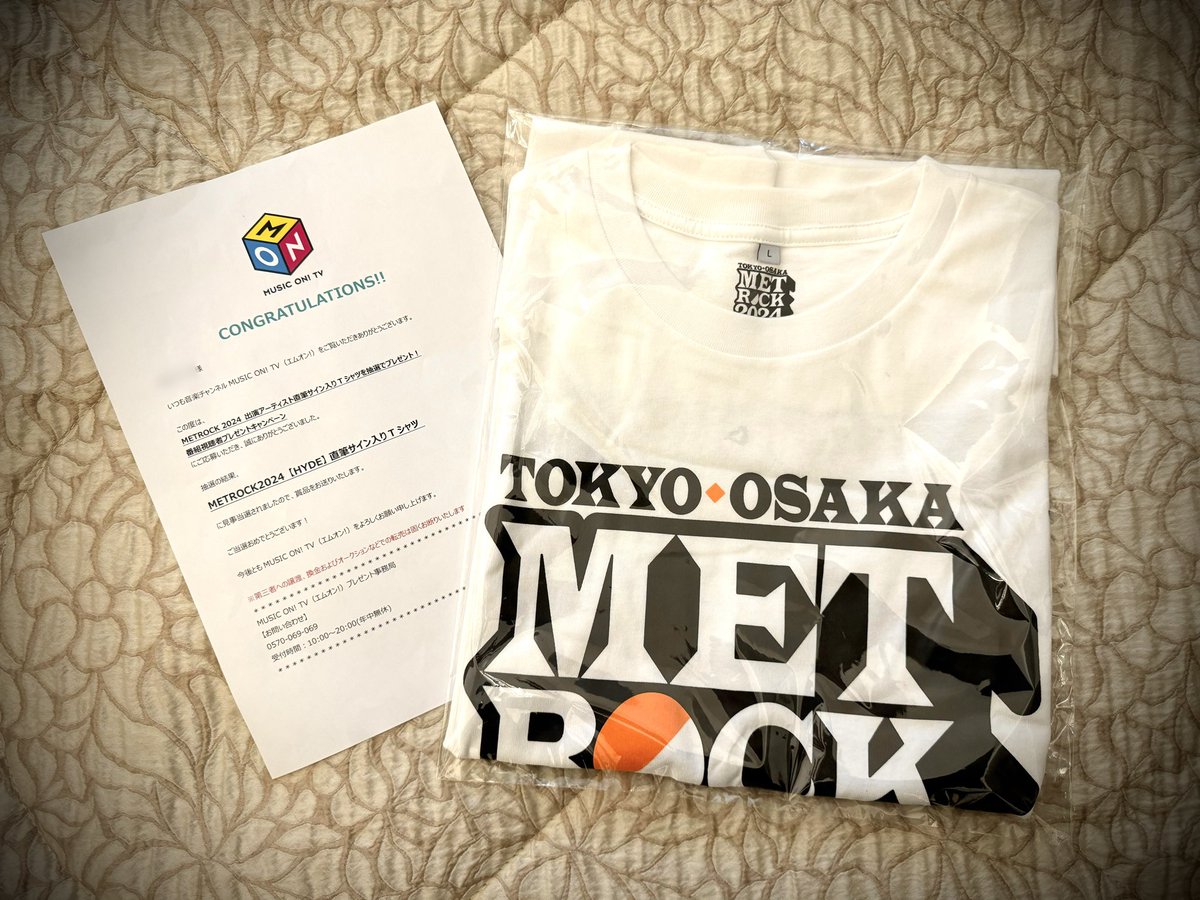 M
ON
MUSIC ON! TV
CONGRATULATIONS!!
様
いつも音楽チャンネル MUSIC ON! TV（エムオン!）をご覧いただきありがとうございます。
この度は、
METROCK 2024 出演アーティスト直筆サイン入りTシャツを抽選でプレゼント！
番組視聴者プレゼントキャンペーン
にご応募いただき、誠にありがとうございました。
抽選の結果、
METROCK2024【HYDE】直筆サイン入りTシャツ
に見事当選されましたので、賞品をお送りいたします。
ご当選おめでとうございます！
今後とも MUSIC ON! TV（エムオン!）をよろしくお願い申し上げます。
※第三者への譲渡、換金およびオークションなどでの転売は固くお断りいたします
MUSIC ON! TV（エムオン!）プレゼント事務局
【お問い合わせ】
0570-069-069
受付時間：10:00～20:00(年中無休)
L
TOKYO•OSAKA
MET
ROCK
2024
TOKYO◆OSAKA
MET
ROCK